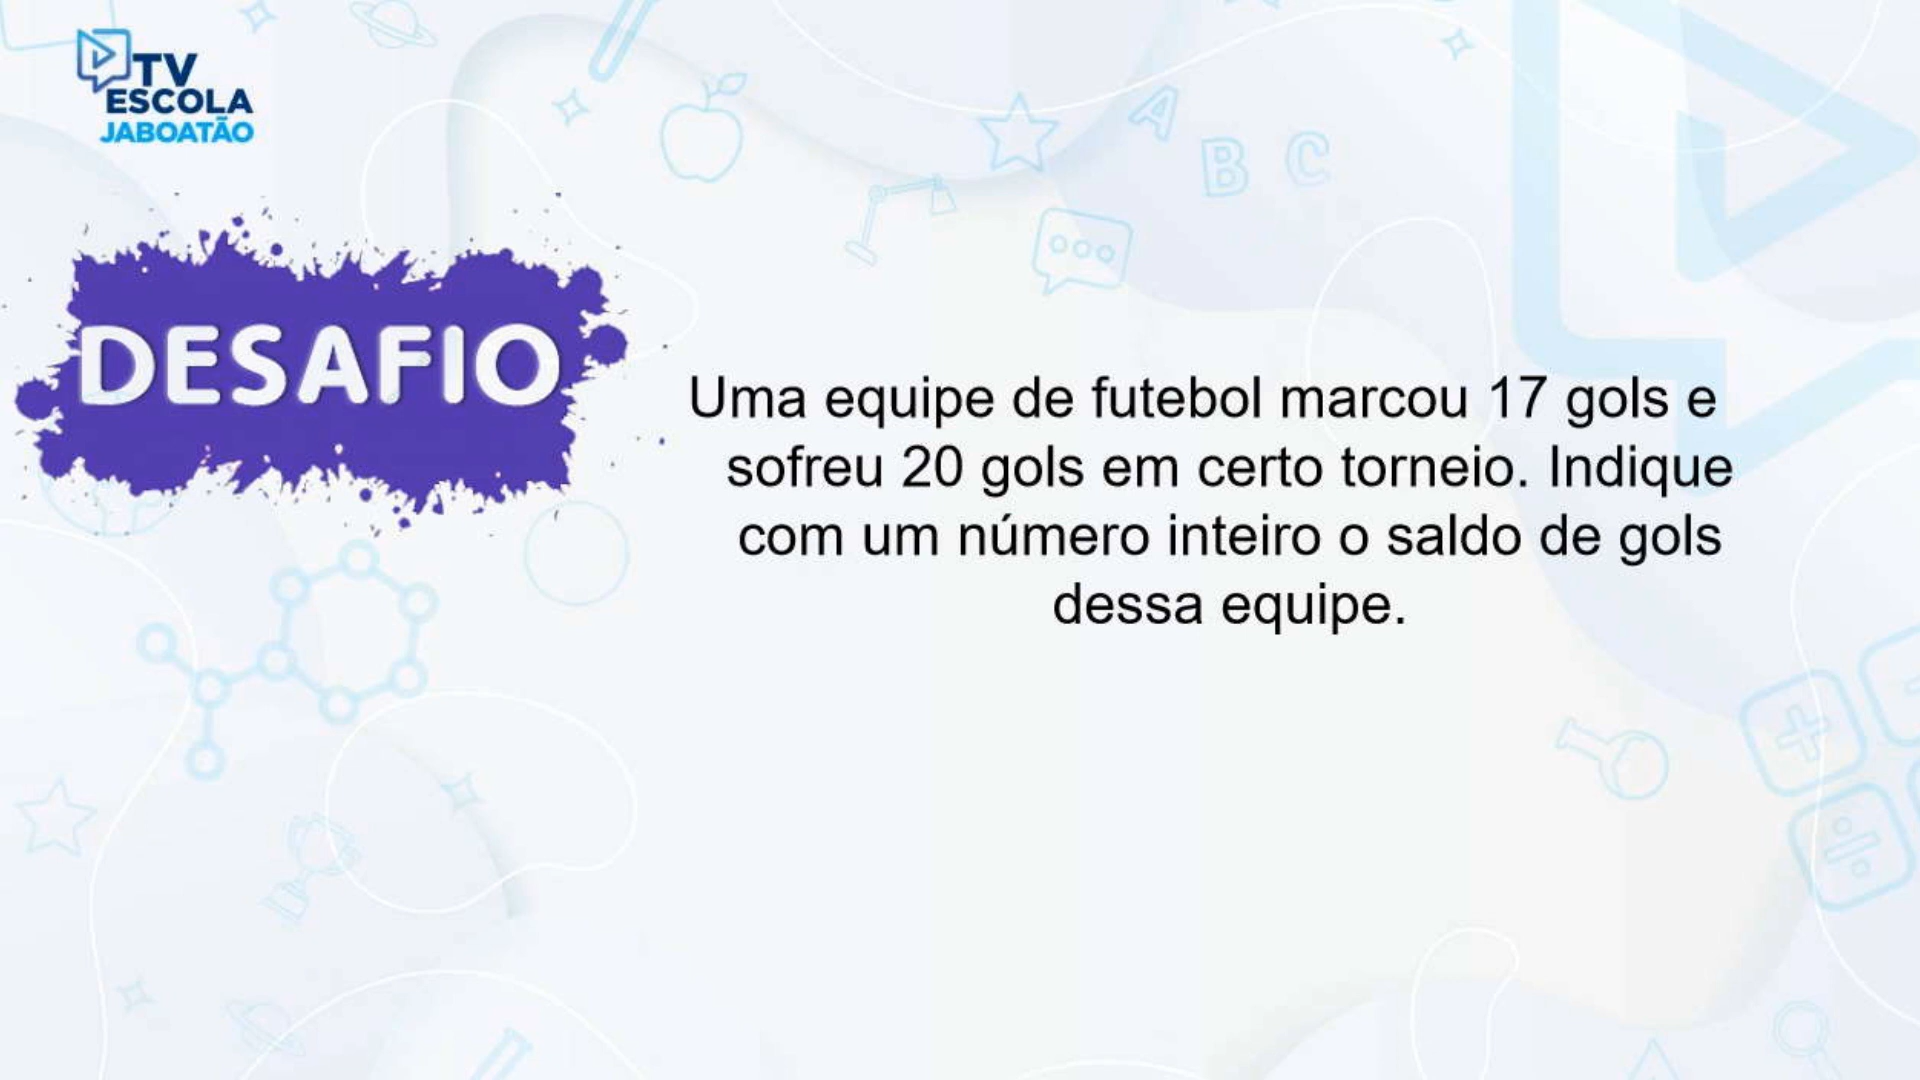 TV
ESCOLA
JABOATÃO
DESAFIO
Uma equipe de futebol marcou 17 gols e
sofreu 20 gols em certo torneio. Indique
com um número inteiro o saldo de gols
dessa equipe.
A
B C